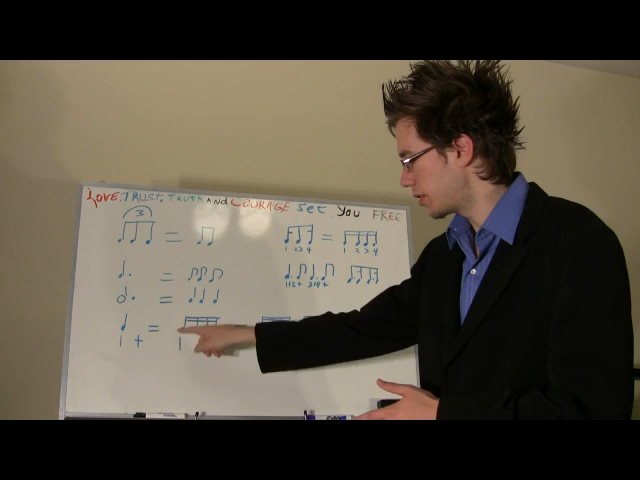 LOVE, TRUST, TRUTH AND COURAGE SET YOU FREE
3
= =
1 2 3 4 1 2 3 4
=
1 + 2 + 3 + 4 +
=
=
1 + 1